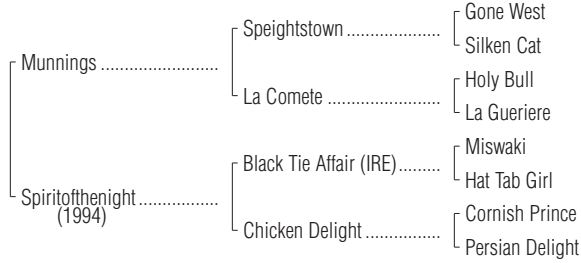 Gone West
Speightstown ....................
Silken Cat
Munnings .........................
Holy Bull
La Comete ........................
La Gueriere
Miswaki
Black Tie Affair (IRE).........
Hat Tab Girl
Spiritofthenight .................
(1994)
Cornish Prince
Chicken Delight ................
Persian Delight